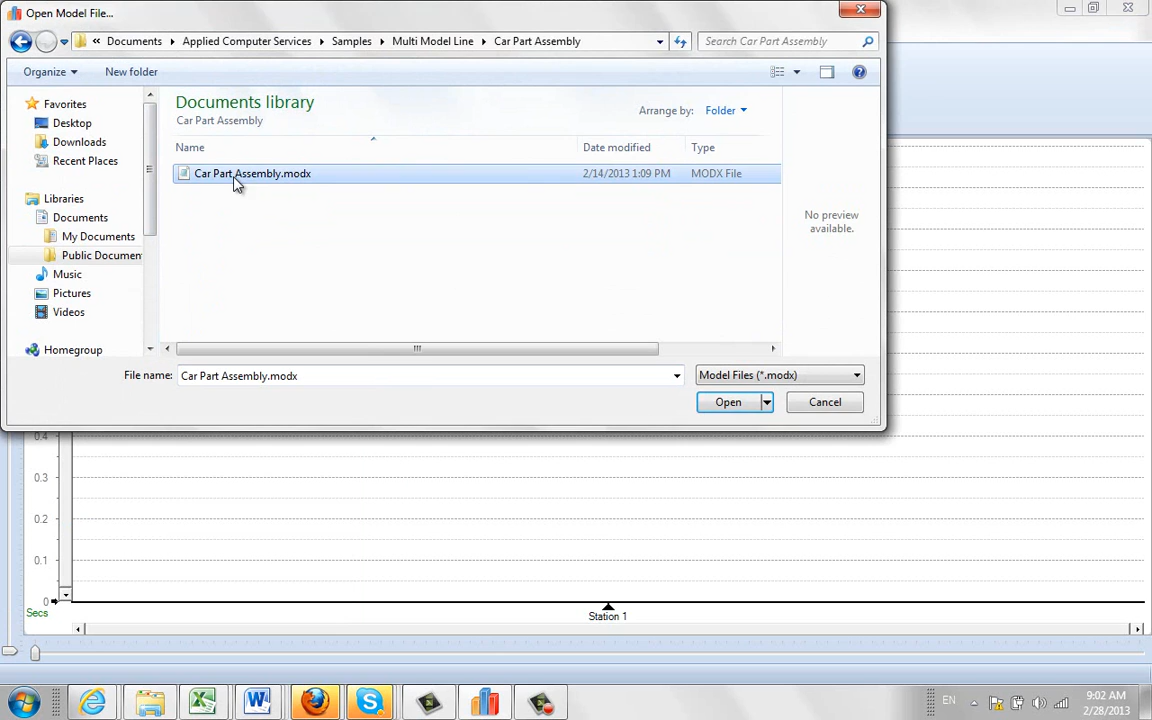 Open Model File...
« Documents Applied Computer Services Samples Multi Model Line Car Part Assembly Search Car Part Assembly
Organize New folder
Favorites
Desktop
Downloads
Recent Places
Libraries
Documents
My Documents
Public Documen
Music
Pictures
Videos
Homegroup
Documents library
Car Part Assembly
Arrange by: Folder
Name Date modified Type
Car Part Assembly.modx 2/14/2013 1:09 PM MODX File
No preview
available.
File name: Car Part Assembly.modx Model Files (*.modx)
Open Cancel
0.4
0.3
0.2
0.1
0
Secs
Station 1
EN
9:02 AM
2/28/2013